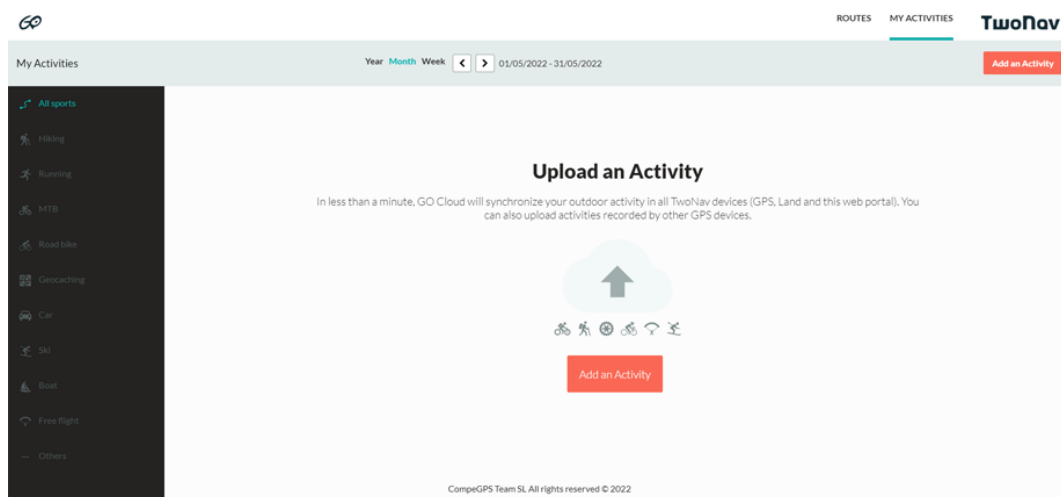 GO
ROUTES MY ACTIVITIES TwoNav
My Activities Year Month Week < > 01/05/2022 - 31/05/2022 Add an Activity
All sports
Hiking
Running
MTB
Road bike
Geocaching
Car
Ski
Boat
Free flight
Others
Upload an Activity
In less than a minute, GO Cloud will synchronize your outdoor activity in all TwoNav devices (GPS, Land and this web portal). You
can also upload activities recorded by other GPS devices.
Add an Activity
CompeGPS Team SL All rights reserved © 2022